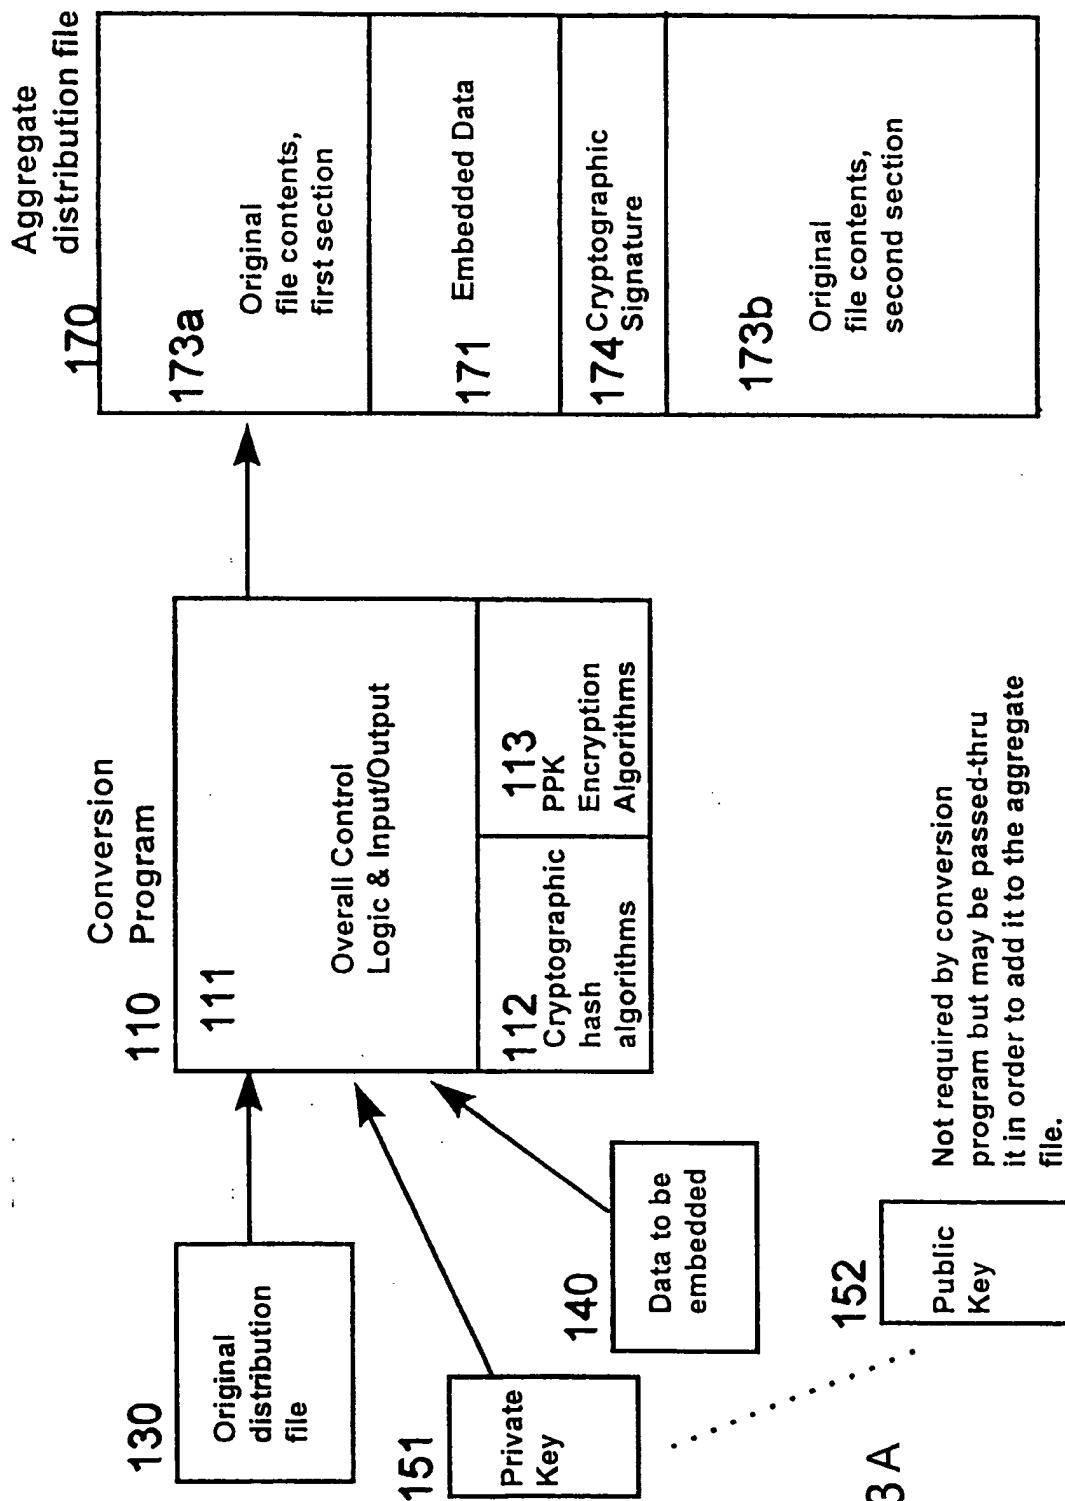 Aggregate
distribution file
170
173a
Original
file contents,
first section
171 Embedded Data
174 Cryptographic
Signature
173b
Original
file contents,
second section
Conversion
Program
110
111
Overall Control
Logic & Input/Output
112
Cryptographic
hash
algorithms
113
PPK
Encryption
Algorithms
130
Original
distribution
file
151
Private
Key
140
Data to be
embedded
152
Public
Key
Not required by conversion
program but may be passed-thru
it in order to add it to the aggregate
file.
3A